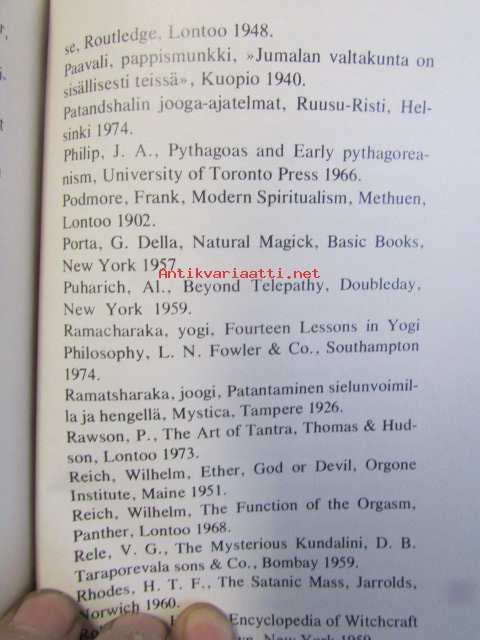 se, Routledge, Lontoo 1948.
Paavali, pappismunkki, »Jumalan valtakunta on
sisällisesti teissä», Kuopio 1940.
Patandshalin jooga-ajatelmat, Ruusu-Risti, Hel-
sinki 1974.
Philip, J. A., Pythagoas and Early pythagorea-
nism, University of Toronto Press 1966.
Podmore, Frank, Modern Spiritualism, Methuen,
Lontoo 1902.
Porta, G. Della, Natural Magick, Basic Books,
New York 1957.
Antikvariaatti.net
Puharich, Al., Beyond Telepathy, Doubleday,
New York 1959.
Ramacharaka, yogi, Fourteen Lessons in Yogi
Philosophy, L. N. Fowler & Co., Southampton
1974.
Ramatsharaka, joogi, Patantaminen sielunvoimil-
la ja hengellä, Mystica, Tampere 1926.
Rawson, P., The Art of Tantra, Thomas & Hud-
son, Lontoo 1973.
Reich, Wilhelm, Ether, God or Devil, Orgone
Institute, Maine 1951.
Reich, Wilhelm, The Function of the Orgasm,
Panther, Lontoo 1968.
Rele, V. G., The Mysterious Kundalini, D. B.
Taraporevala sons & Co., Bombay 1959.
Rhodes, H. T. F., The Satanic Mass, Jarrolds,
Norwich 1960.
Encyclopedia of Witchcraft
New York 1959